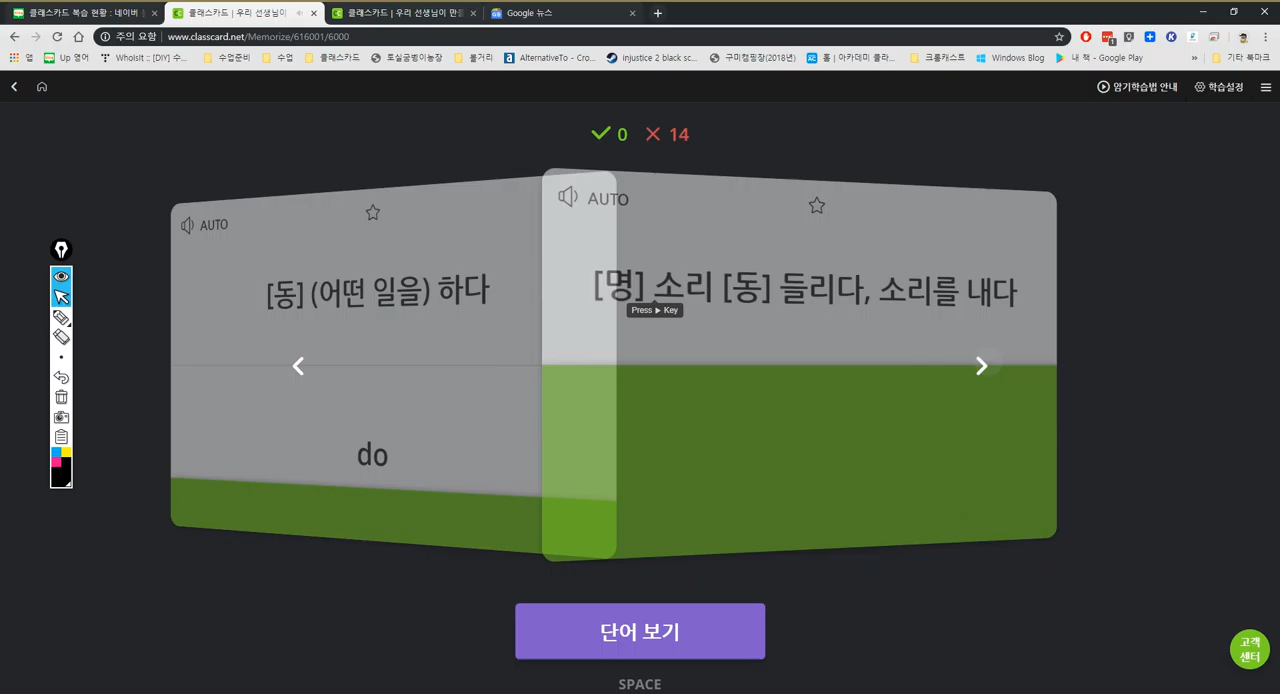 클래스카드 복습 현황 : 네이버
클래스카드 | 우리 선생님이
클래스카드 | 우리 선생님이 만든
Google 뉴스
주의 요함 www.classcard.net/Memorize/616001/6000
앱 Up 영어 WhoisIt :: [DIY] 수... 수업준비 수업 클래스카드 토실궁뱅이농장 볼거리 AlternativeTo - Cro... injustice 2 black sc... 구미캠핑장(2018년) 홈 | 아카데미 클라... 크롬캐스트 Windows Blog 내 책 - Google Play » 기타 북마크
암기학습법 안내 학습설정
0 14
AUTO
AUTO
[동] (어떤 일을) 하다
[명] 소리 [동] 들리다, 소리를 내다
Press ▶ Key
do
단어 보기
SPACE
고객
센터